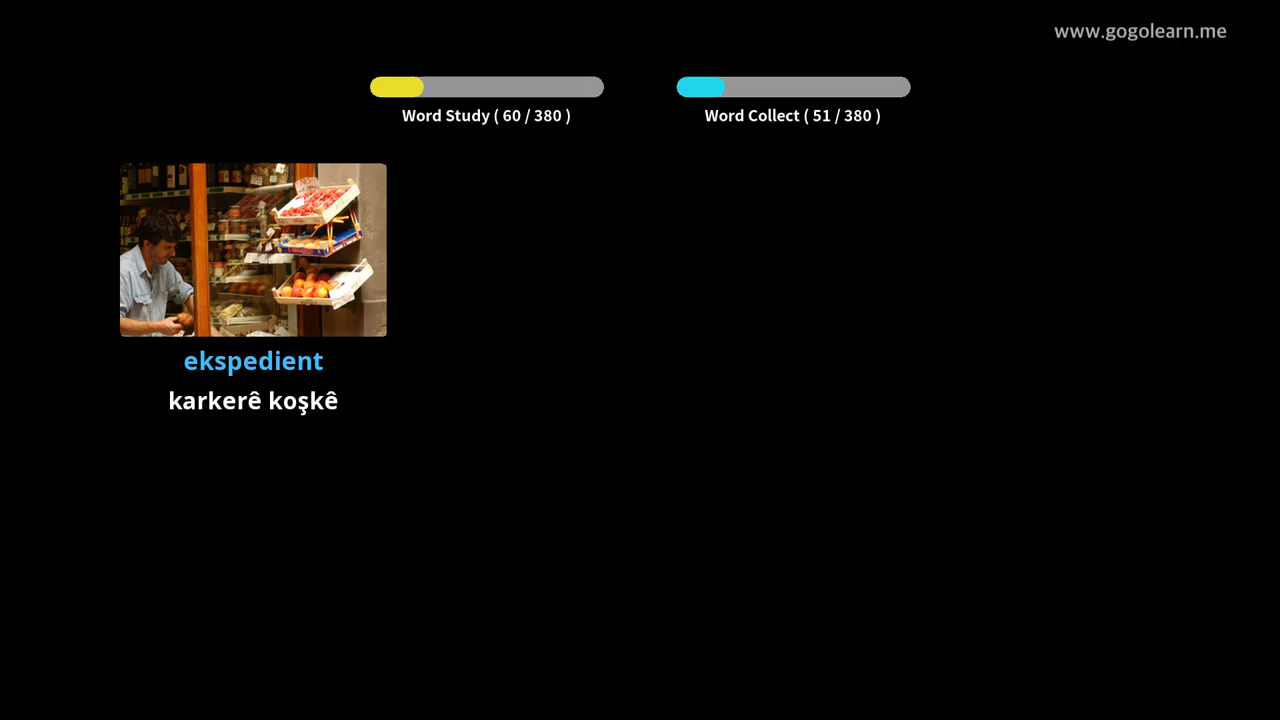 www.gogolearn.me
Word Study ( 60 / 380 )
Word Collect ( 51 / 380 )
ekspedient
karkerê koşkê